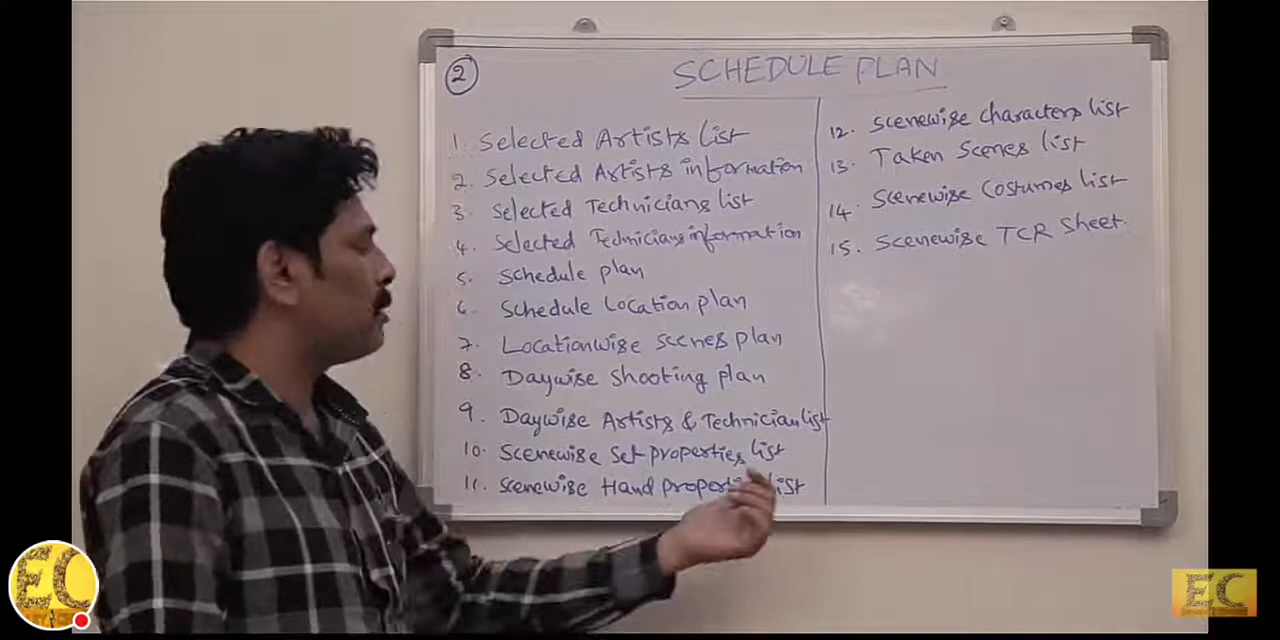 2
SCHEDULE PLAN
1. Selected Artists List
2. Selected Artists information
3. Selected Technicians list
4. Selected Technicians information
5. Schedule plan
6. Schedule Location plan
7. Locationwise scenes plan
8. Daywise Shooting plan
9. Daywise Artists & Technician list
10. Scenewise Set properties list
11. Scenewise Hand properties list
12. Scenewise characters list
13. Taken Scenes list
14. Scenewise Costumes list
15. Scenewise TCR Sheet.
EC
EC